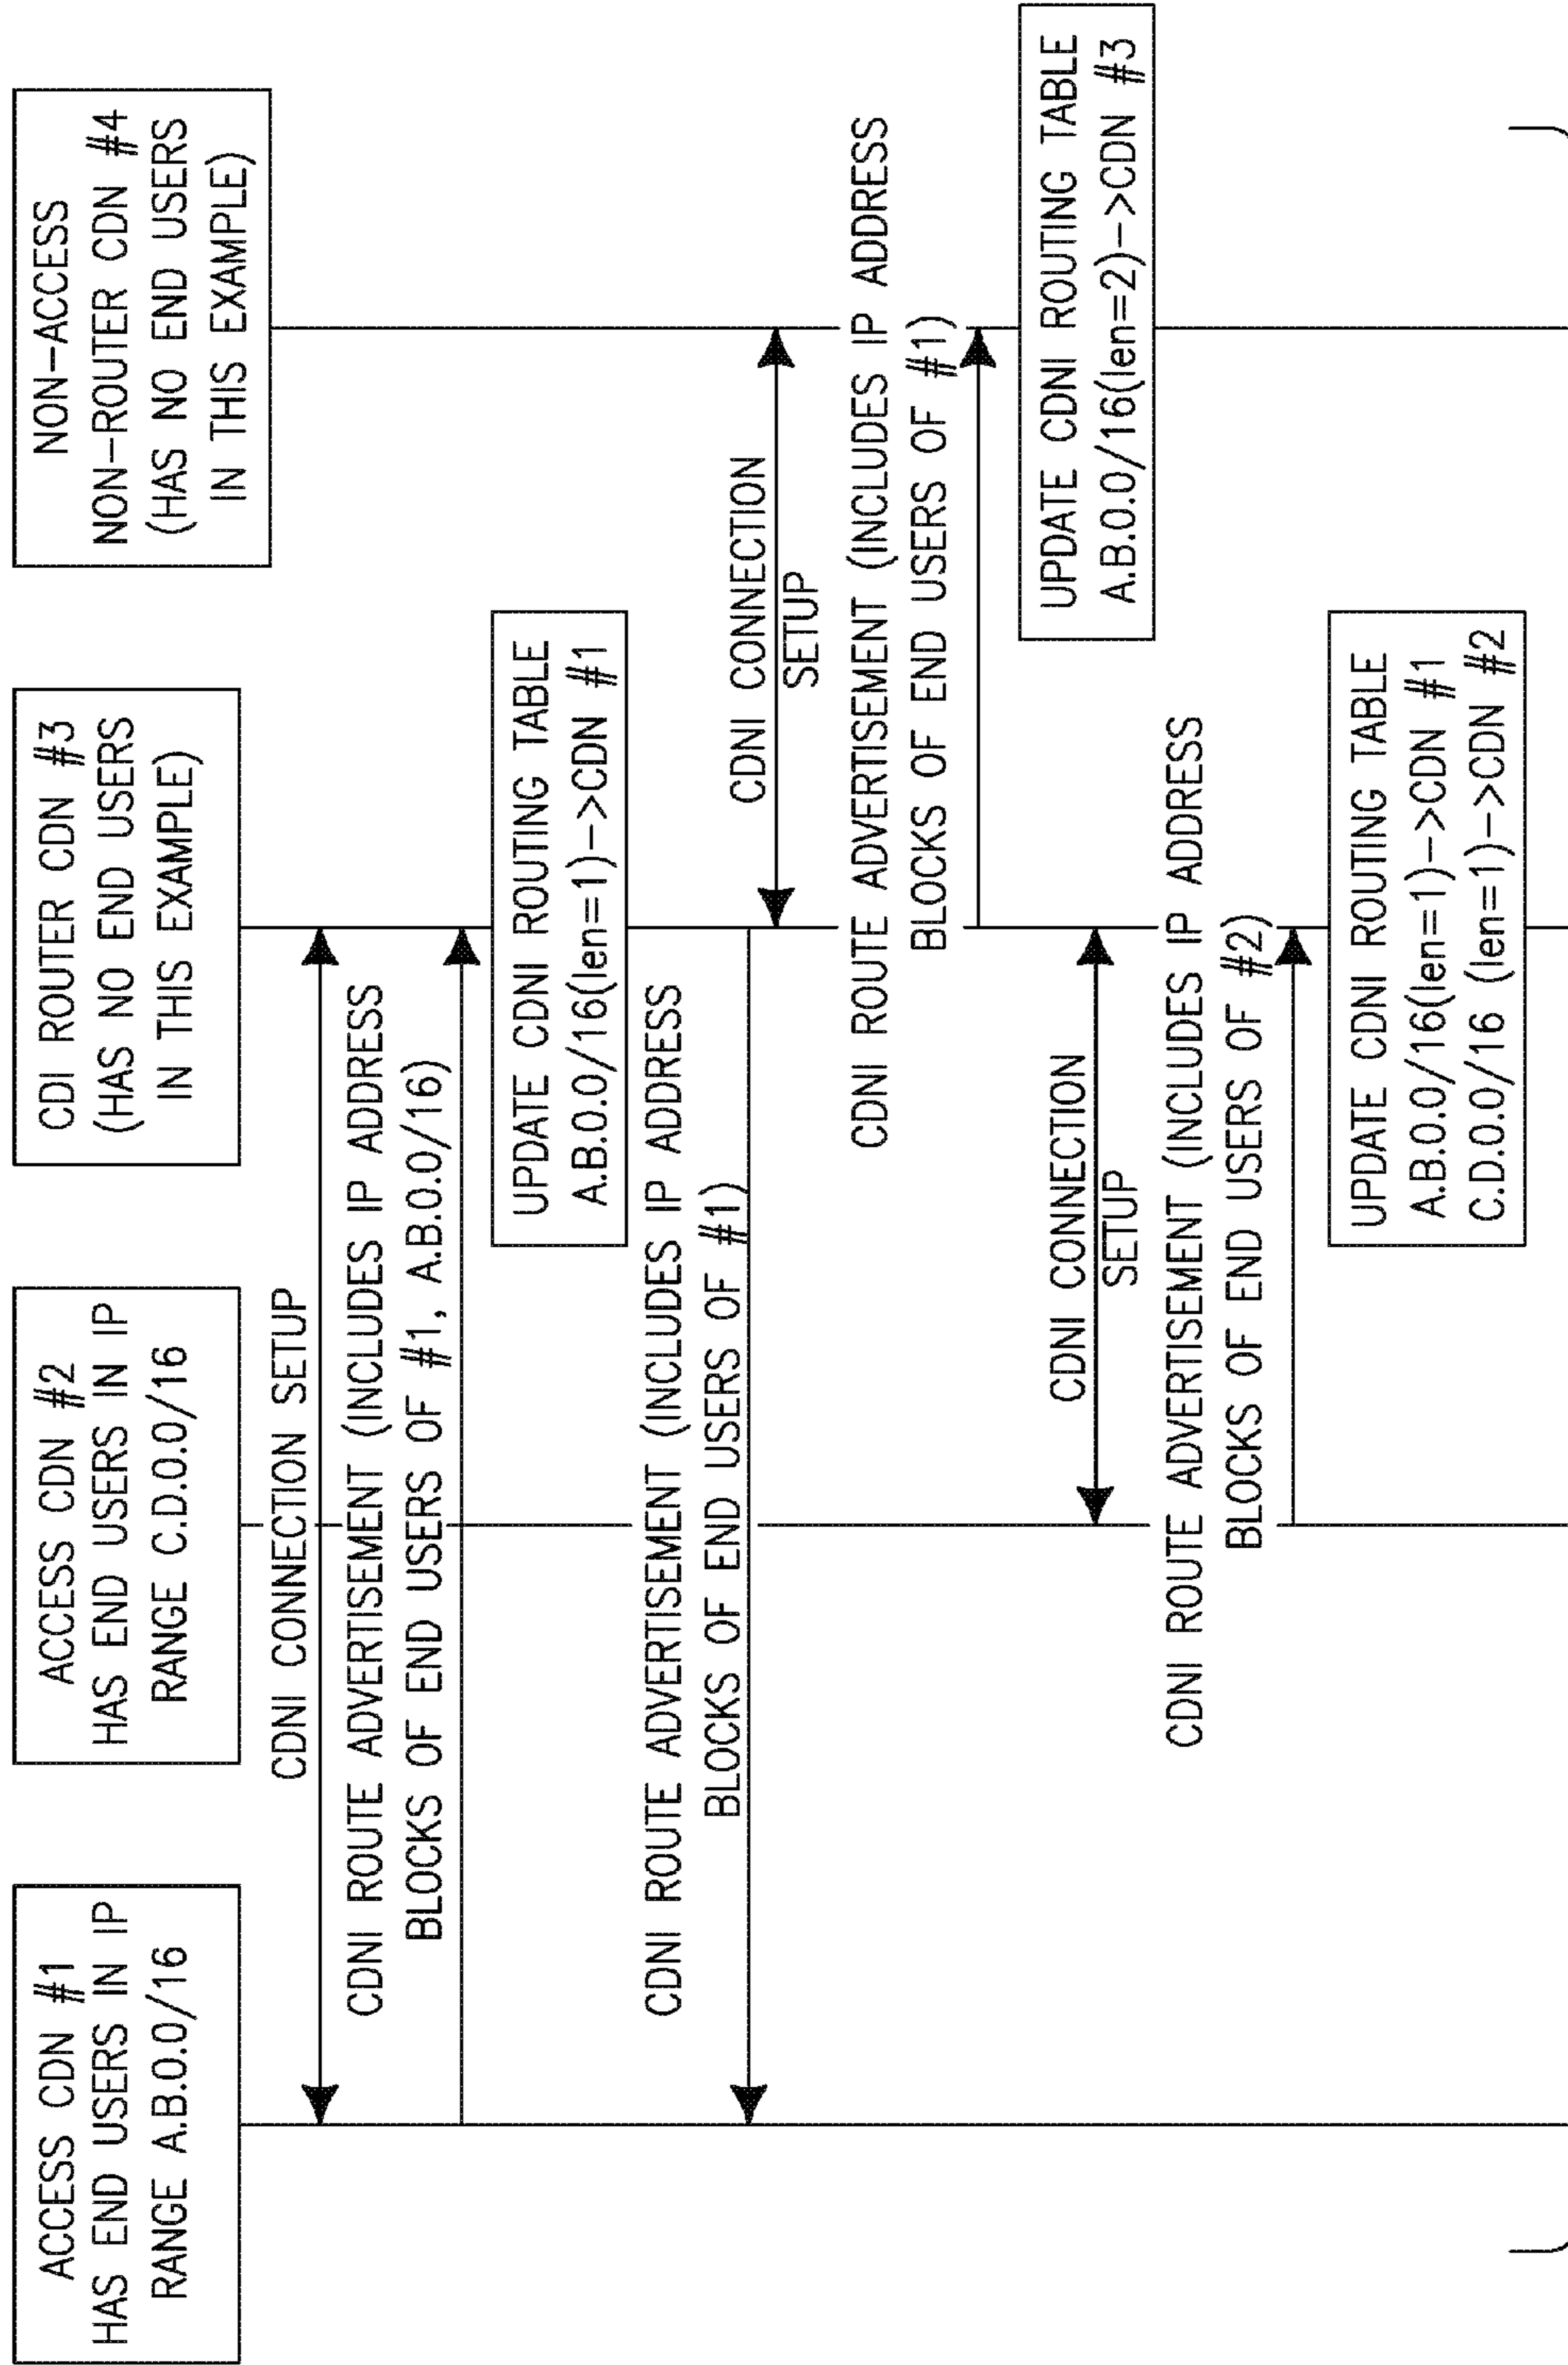 ACCESS CDN #1
HAS END USERS IN IP
RANGE A.B.0.0/16
ACCESS CDN #2
HAS END USERS IN IP
RANGE C.D.0.0/16
CDI ROUTER CDN #3
(HAS NO END USERS
IN THIS EXAMPLE)
NON-ACCESS
NON-ROUTER CDN #4
(HAS NO END USERS
IN THIS EXAMPLE)
CDNI CONNECTION SETUP
CDNI ROUTE ADVERTISEMENT (INCLUDES IP ADDRESS
BLOCKS OF END USERS OF #1, A.B.0.0/16)
UPDATE CDNI ROUTING TABLE
A.B.0.0/16(len=1)->CDN #1
CDNI ROUTE ADVERTISEMENT (INCLUDES IP ADDRESS
BLOCKS OF END USERS OF #1)
CDNI CONNECTION
SETUP
CDNI ROUTE ADVERTISEMENT (INCLUDES IP ADDRESS
BLOCKS OF END USERS OF #1)
UPDATE CDNI ROUTING TABLE
A.B.0.0/16(len=2)->CDN #3
CDNI CONNECTION
SETUP
CDNI ROUTE ADVERTISEMENT (INCLUDES IP ADDRESS
BLOCKS OF END USERS OF #2)
UPDATE CDNI ROUTING TABLE
A.B.0.0/16(len=1)->CDN #1
C.D.0.0/16 (len=1)->CDN #2